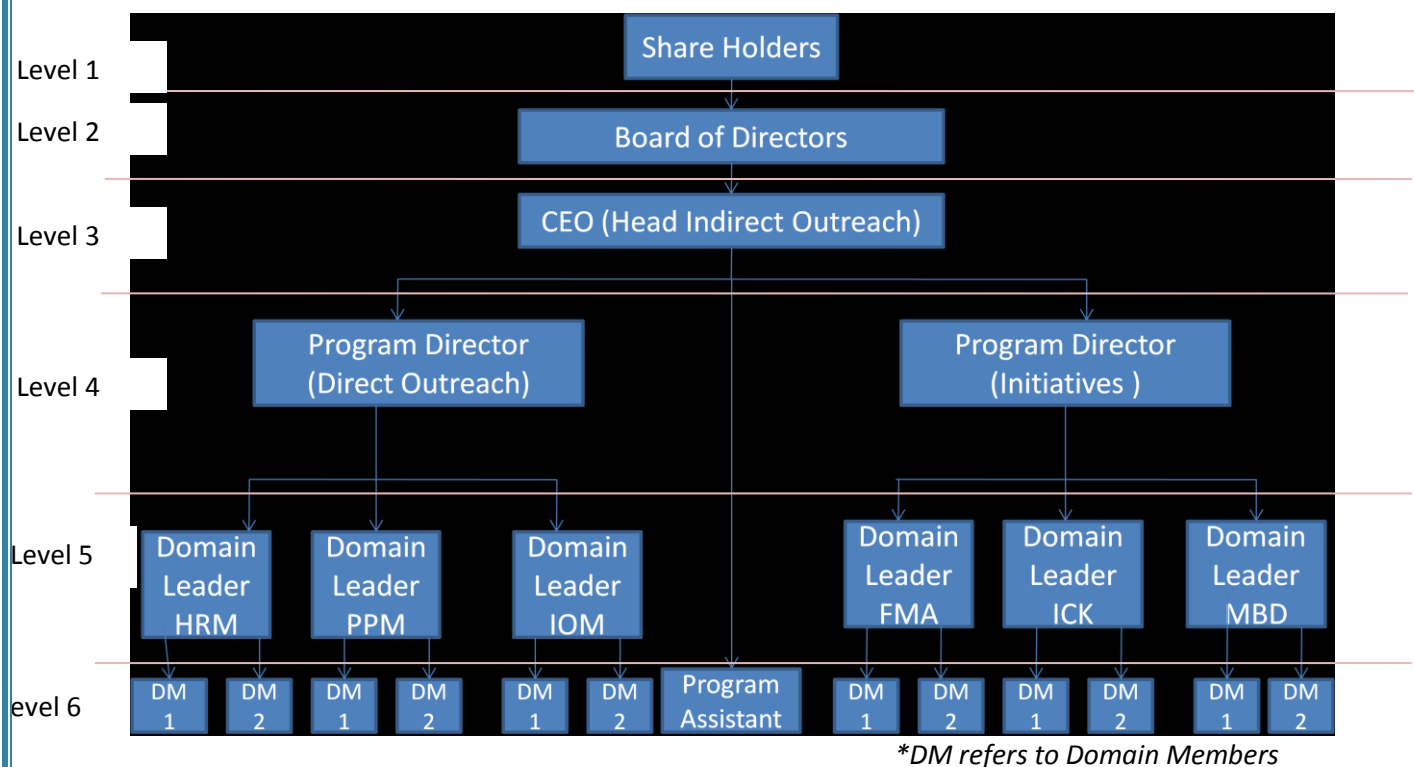 Share Holders
Level 1
Level 2
Board of Directors
CEO (Head Indirect Outreach)
Level 3
Program Director
(Direct Outreach)
Program Director
(Initiatives )
Level 4
Domain
Leader
HRM
Domain
Leader
PPM
Domain
Leader
IOM
Domain
Leader
FMA
Domain
Leader
ICK
Domain
Leader
MBD
Level 5
evel 6
DM
1
DM
2
DM
1
DM
2
DM
1
DM
2
Program
Assistant
DM
1
DM
2
DM
1
DM
2
DM
1
DM
2
*DM refers to Domain Members